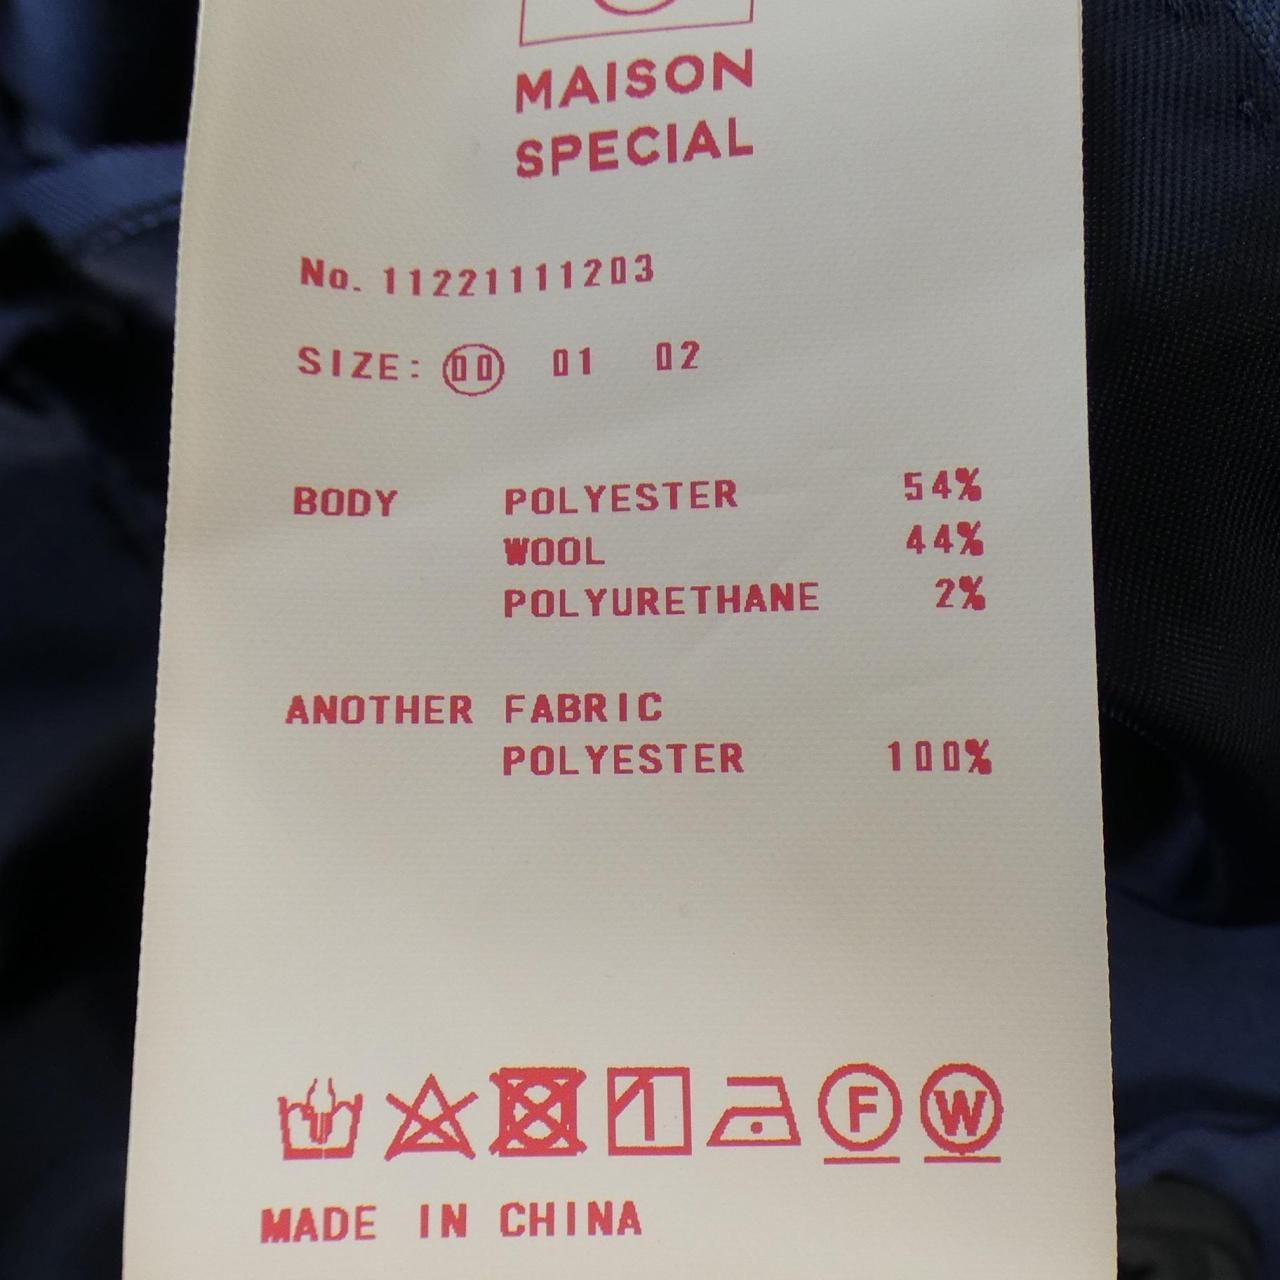 MAISON
SPECIAL
No. 11221111203
SIZE: 00 01 02
BODY POLYESTER 54%
WOOL 44%
POLYURETHANE 2%
ANOTHER FABRIC
POLYESTER 100%
F W
MADE IN CHINA